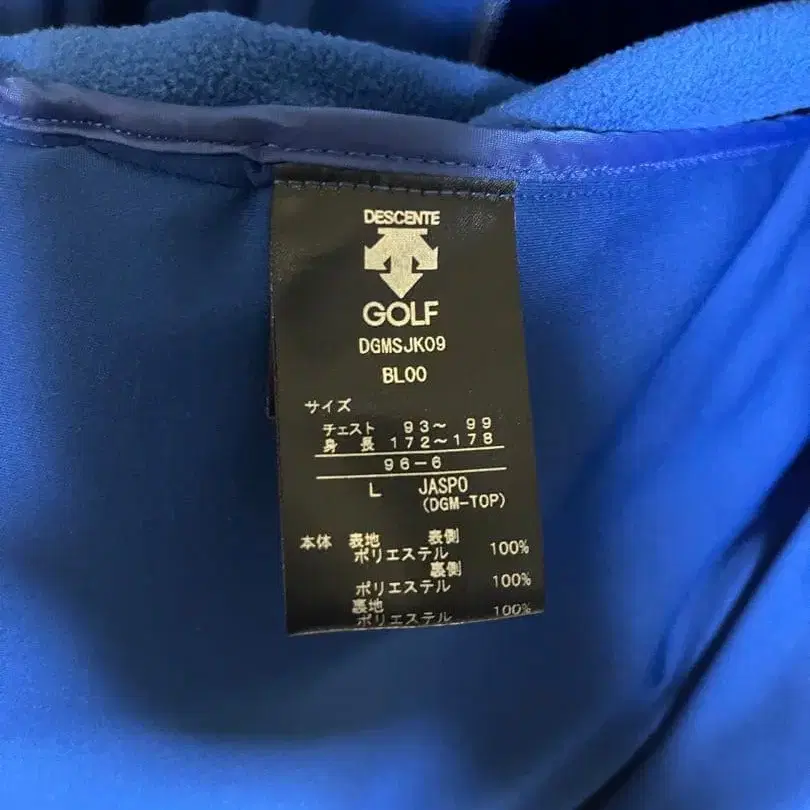 DESCENTE
GOLF
DGMSJK09
BL00
サイズ
チェスト 93～ 99
身 長 172～178
96-6
L JASPO
(DGM-TOP)
本体 表地 表側
ポリエステル 100%
裏側
ポリエステル 100%
裏地
ポリエステル 100%